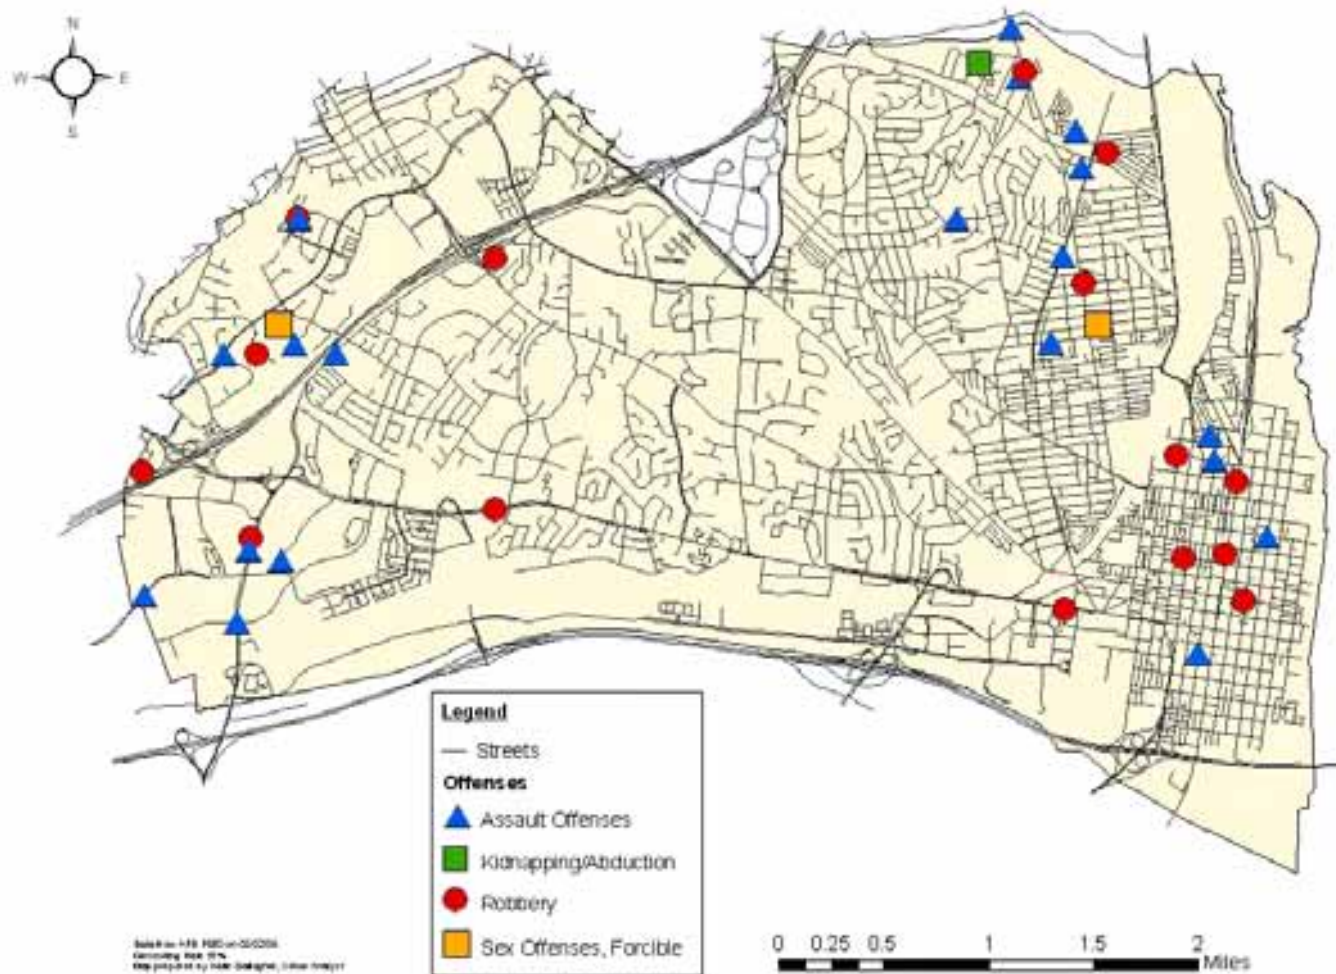 N
W E
S
Legend
Streets
Offenses
Assault Offenses
Kidnapping/Abduction
Robbery
Sex Offenses, Forcible
0 0.25 0.5 1 1.5 2
Miles